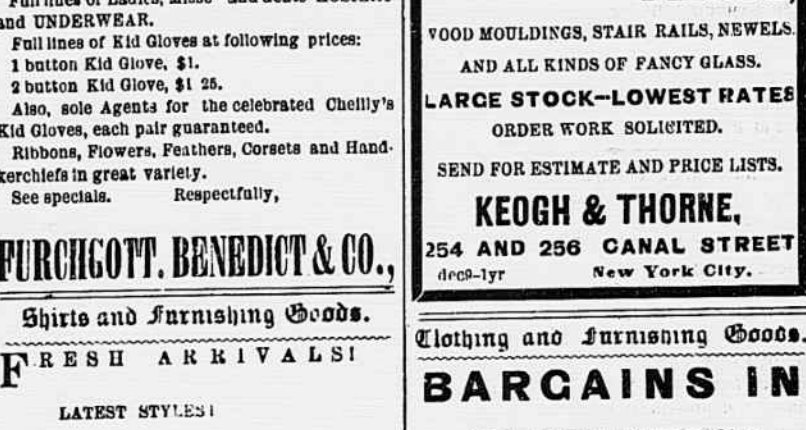 and UNDERWEAR.
Full lines of Kid Gloves at following prices:
1 button Kid Glove, $1.
2 button Kid Glove, $1 25.
Also, sole Agents for the celebrated Cheilly's
Kid Gloves, each pair guaranteed.
Ribbons, Flowers, Feathers, Corsets and Hand-
kerchiefs in great variety.
See specials. Respectfully,
FURCHGOTT, BENEDICT & CO.,
Shirts and Furnishing Goods.
FRESH ARRIVALS!
LATEST STYLES!
WOOD MOULDINGS, STAIR RAILS, NEWELS.
AND ALL KINDS OF FANCY GLASS.
LARGE STOCK--LOWEST RATES
ORDER WORK SOLICITED.
SEND FOR ESTIMATE AND PRICE LISTS.
KEOGH & THORNE,
254 AND 256 CANAL STREET
dec9-1yr New York City.
Clothing and Furnishing Goods.
BARGAINS IN